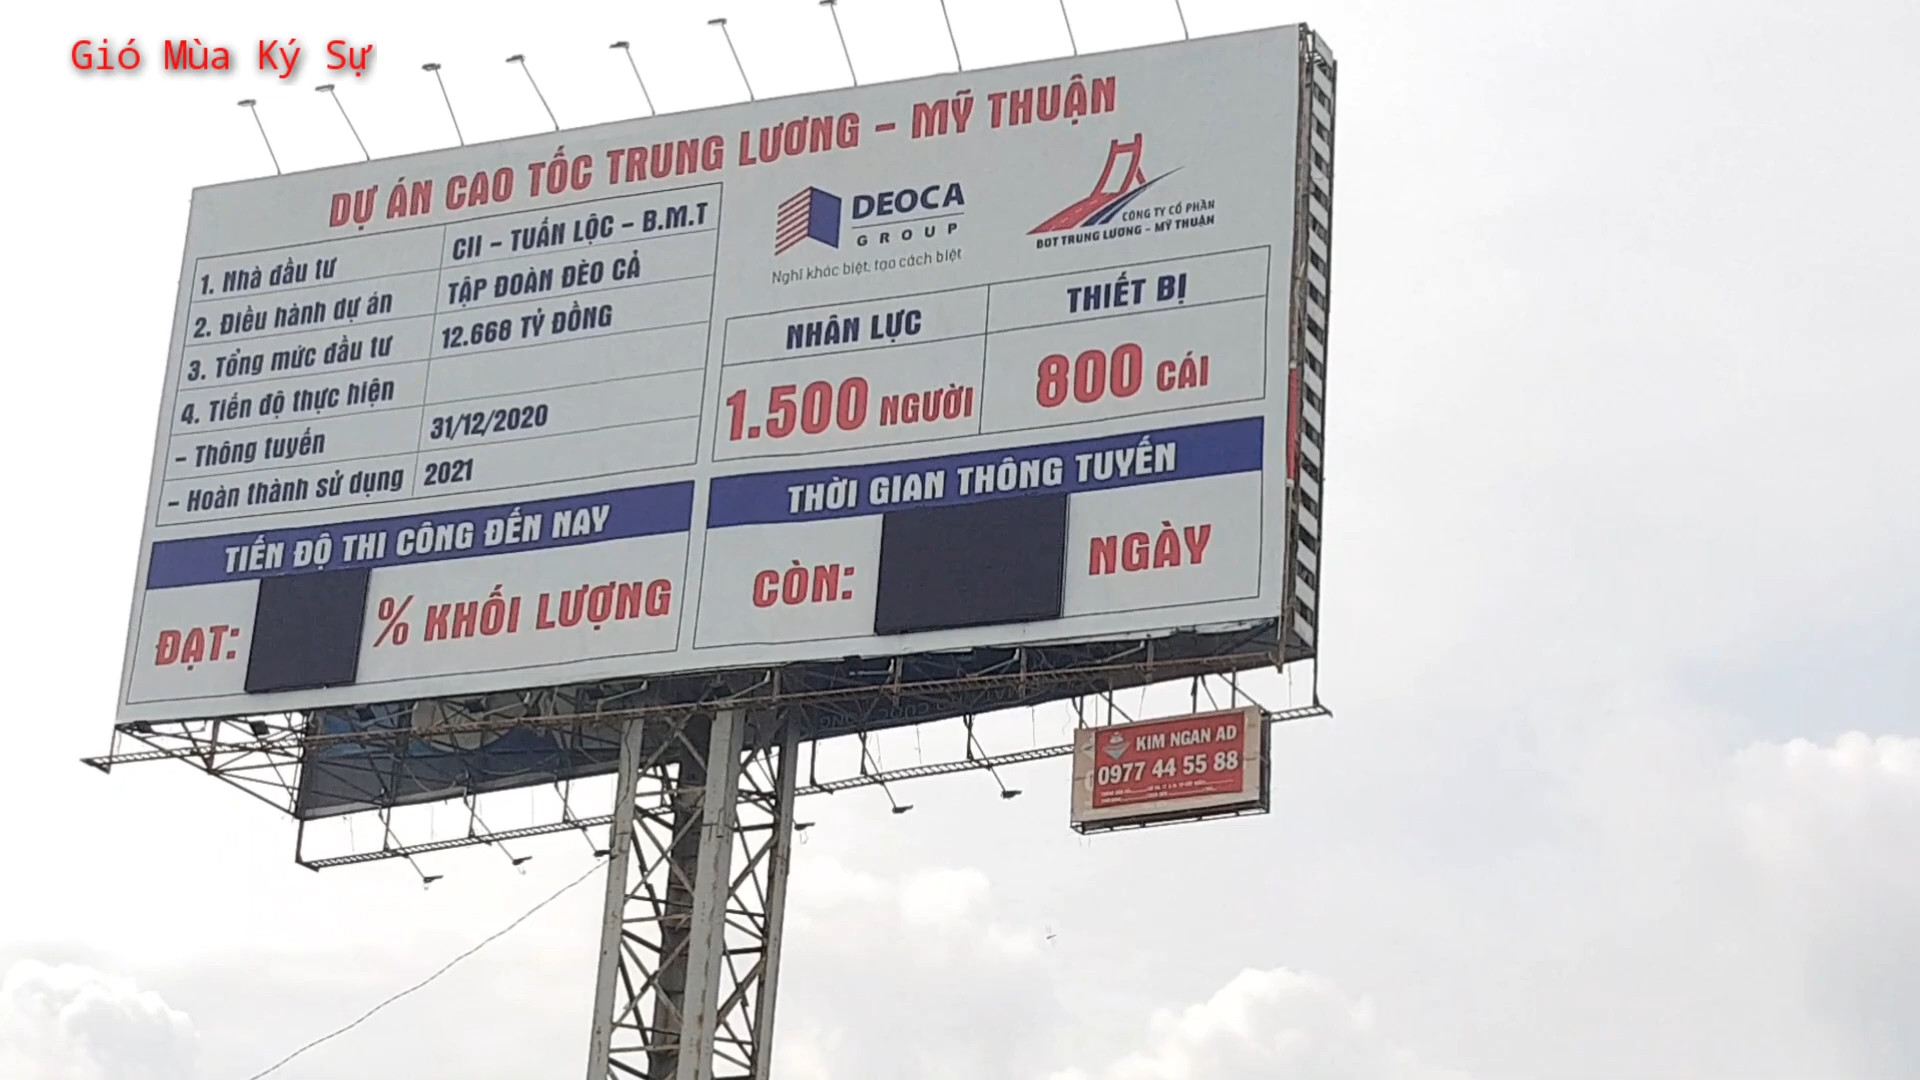 Gió Mùa Ký Sự
DỰ ÁN CAO TỐC TRUNG LƯƠNG – MỸ THUẬN
1. Nhà đầu tư
CII – TUẤN LỘC – B.M.T
2. Điều hành dự án
TẬP ĐOÀN ĐÈO CẢ
3. Tổng mức đầu tư
12.668 TỶ ĐỒNG
4. Tiến độ thực hiện
– Thông tuyến
31/12/2020
– Hoàn thành sử dụng
2021
DEOCA
GROUP
Nghĩ khác biệt, tạo cách biệt
CÔNG TY CỔ PHẦN
BOT TRUNG LƯƠNG – MỸ THUẬN
NHÂN LỰC
THIẾT BỊ
1.500 NGƯỜI
800 CÁI
TIẾN ĐỘ THI CÔNG ĐẾN NAY
ĐẠT:
% KHỐI LƯỢNG
THỜI GIAN THÔNG TUYẾN
CÒN:
NGÀY
KIM NGAN AD
0977 44 55 88